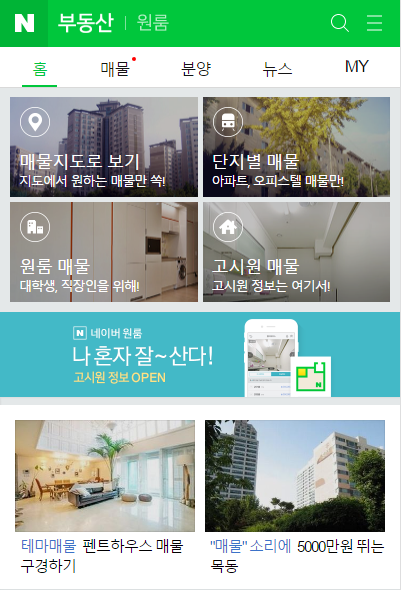 N 부동산 | 원룸
홈 매물 분양 뉴스 MY
매물지도로 보기
지도에서 원하는 매물만 쏙!
단지별 매물
아파트, 오피스텔 매물만!
원룸 매물
대학생, 직장인을 위해!
고시원 매물
고시원 정보는 여기서!
N 네이버 원룸
나 혼자 잘~ 산다!
고시원 정보 OPEN
N
테마매물 펜트하우스 매물
구경하기
"매물" 소리에 5000만원 뛰는
목동